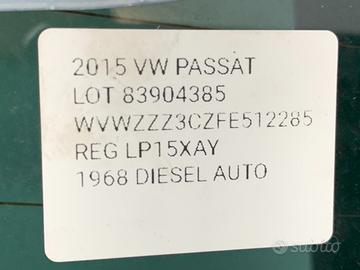 2015 VW PASSAT
LOT 83904385
WVWZZZ3CZFE512285
REG LP15XAY
1968 DIESEL AUTO
subito